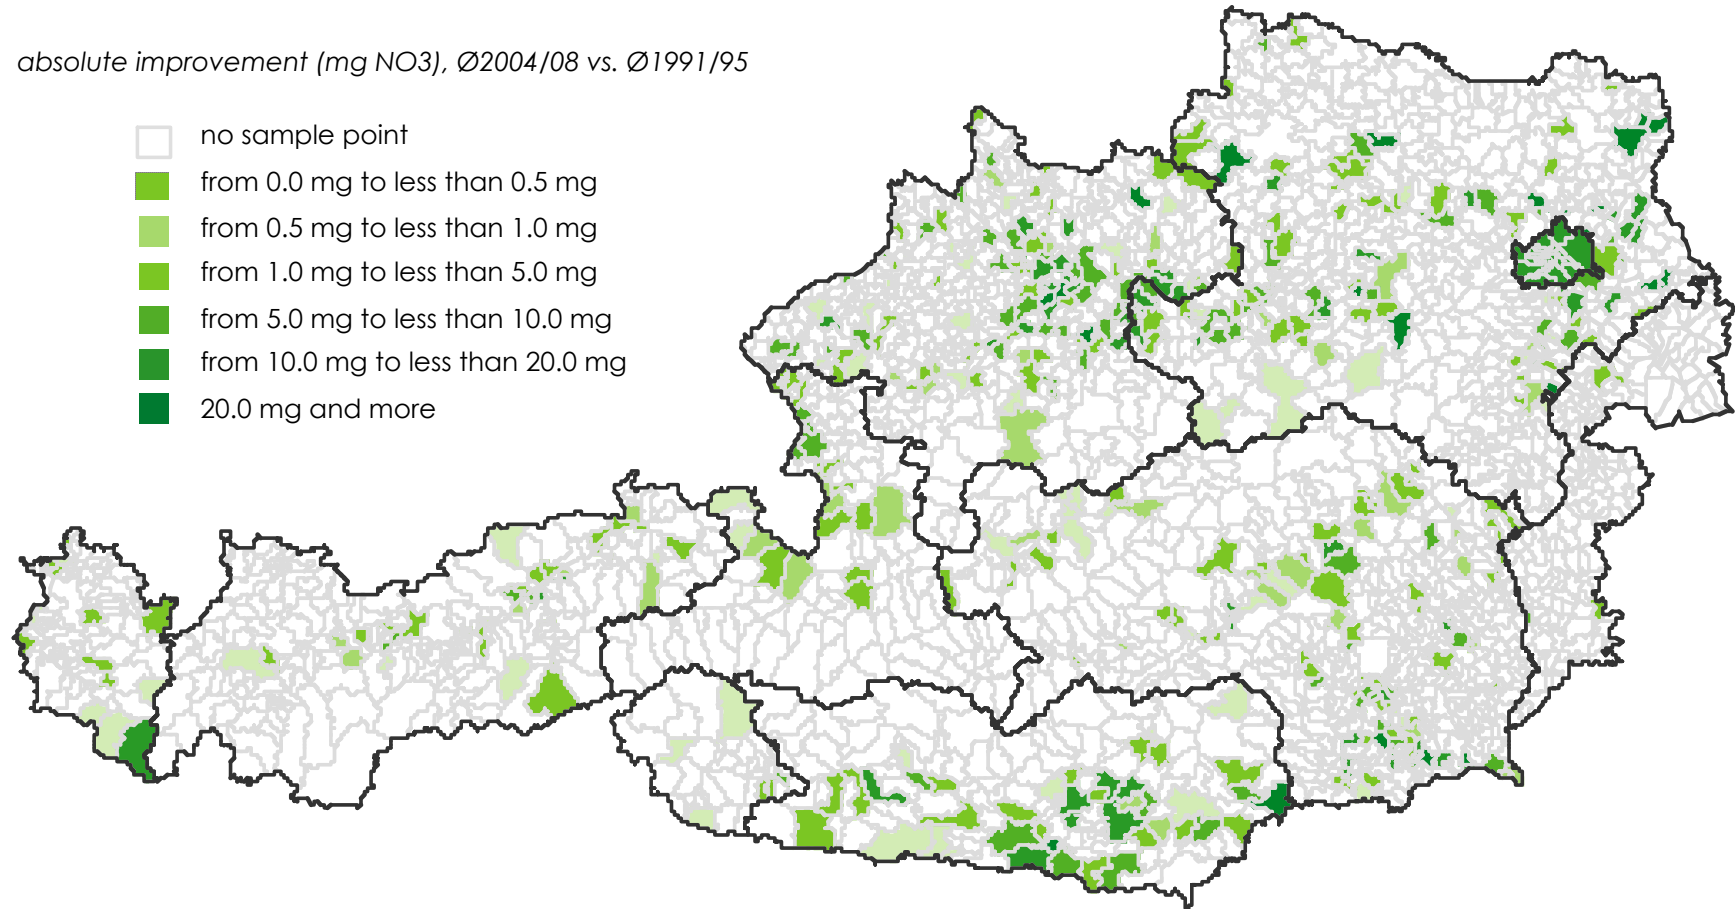 absolute improvement (mg NO3), Ø2004/08 vs. Ø1991/95
no sample point
from 0.0 mg to less than 0.5 mg
from 0.5 mg to less than 1.0 mg
from 1.0 mg to less than 5.0 mg
from 5.0 mg to less than 10.0 mg
from 10.0 mg to less than 20.0 mg
20.0 mg and more